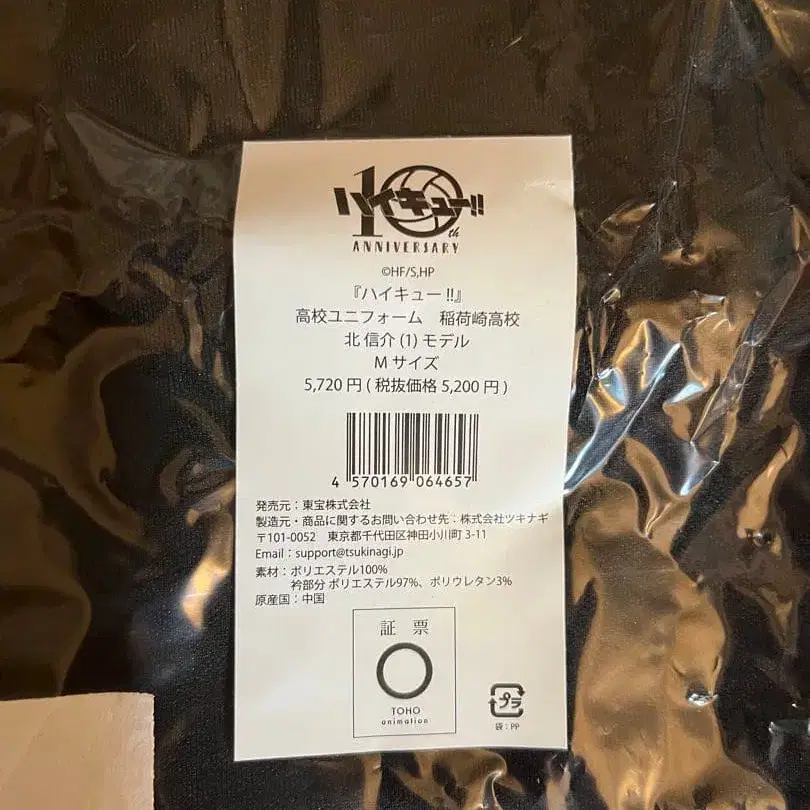 ハイキュー!!
10th
ANNIVERSARY
©HF/S,HP
『ハイキュー!!』
高校ユニフォーム 稲荷崎高校
北 信介 (1) モデル
M サイズ
5,720 円 ( 税抜価格 5,200 円 )
4 570169 064657
発売元：東宝株式会社
製造元・商品に関するお問い合わせ先：株式会社ツキナギ
〒101-0052 東京都千代田区神田小川町 3-11
Email：support@tsukinagi.jp
素材：ポリエステル100%
衿部分 ポリエステル97%、ポリウレタン3%
原産国：中国
証 票
TOHO
animation
プラ
袋：PP